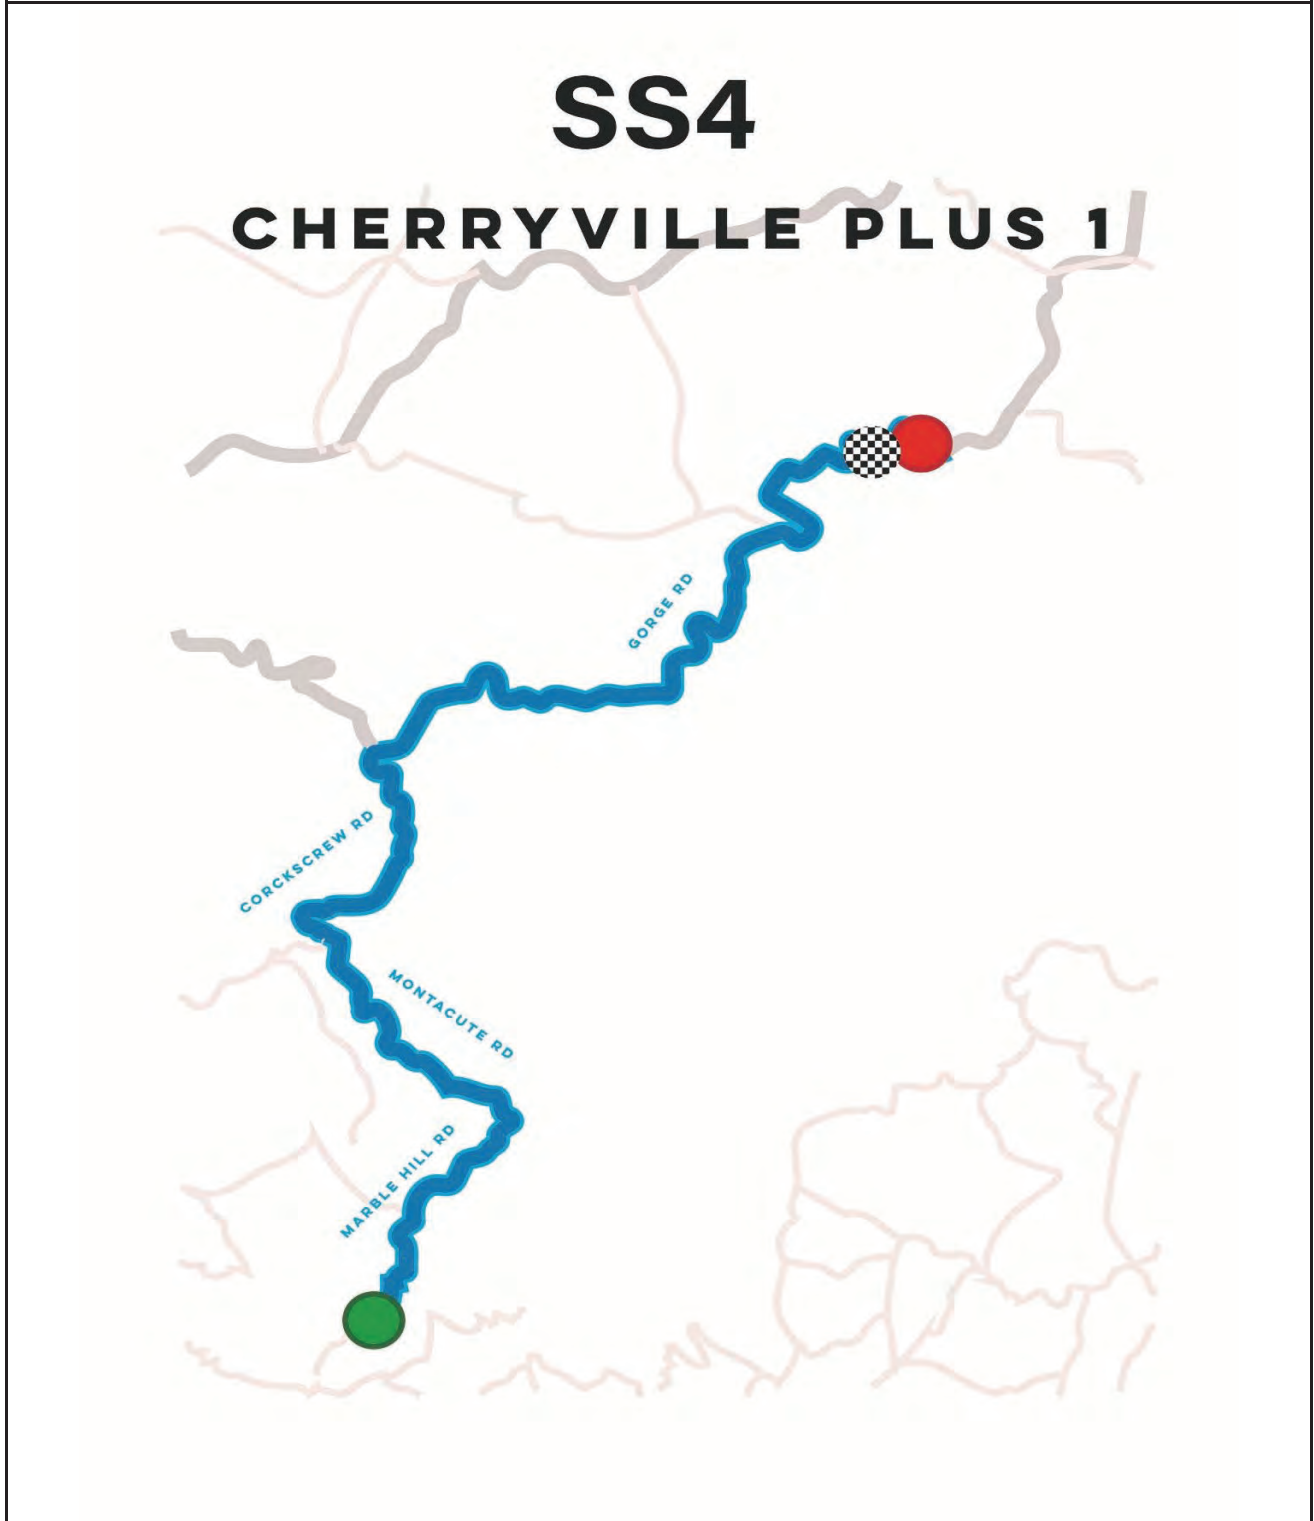 SS4
CHERRYVILLE PLUS 1
GORGE RD
CORCKSCREW RD
MONTACUTE RD
MARBLE HILL RD